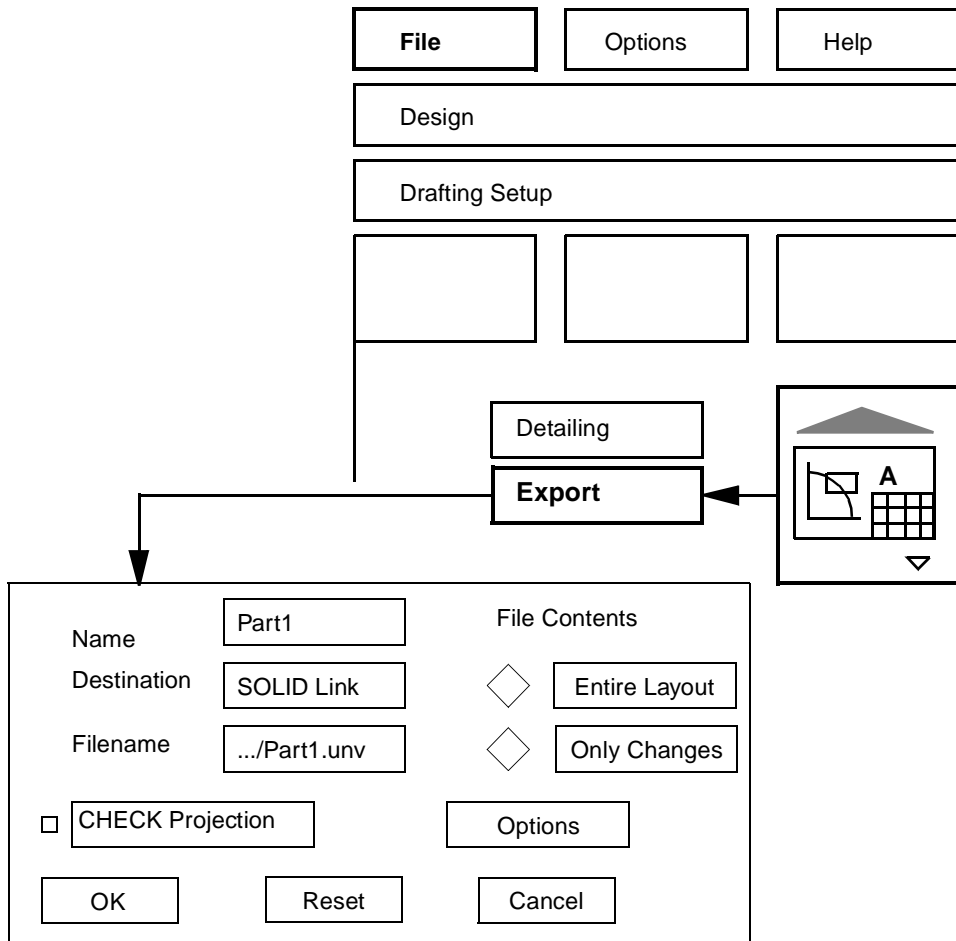 File Options Help
Design
Drafting Setup
Detailing
Export
A
Name Part1 File Contents
Destination SOLID Link Entire Layout
Filename .../Part1.unv Only Changes
CHECK Projection Options
OK Reset Cancel